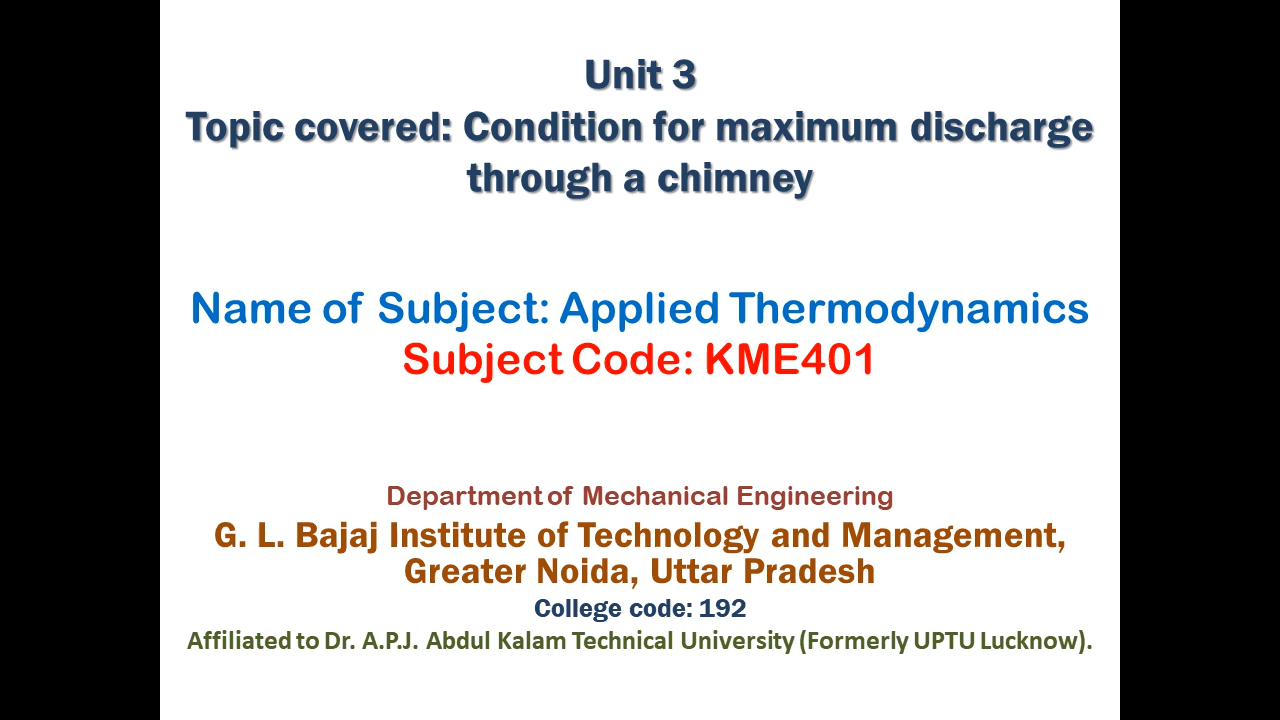 Unit 3
Topic covered: Condition for maximum discharge
through a chimney
Name of Subject: Applied Thermodynamics
Subject Code: KME401
Department of Mechanical Engineering
G. L. Bajaj Institute of Technology and Management,
Greater Noida, Uttar Pradesh
College code: 192
Affiliated to Dr. A.P.J. Abdul Kalam Technical University (Formerly UPTU Lucknow).